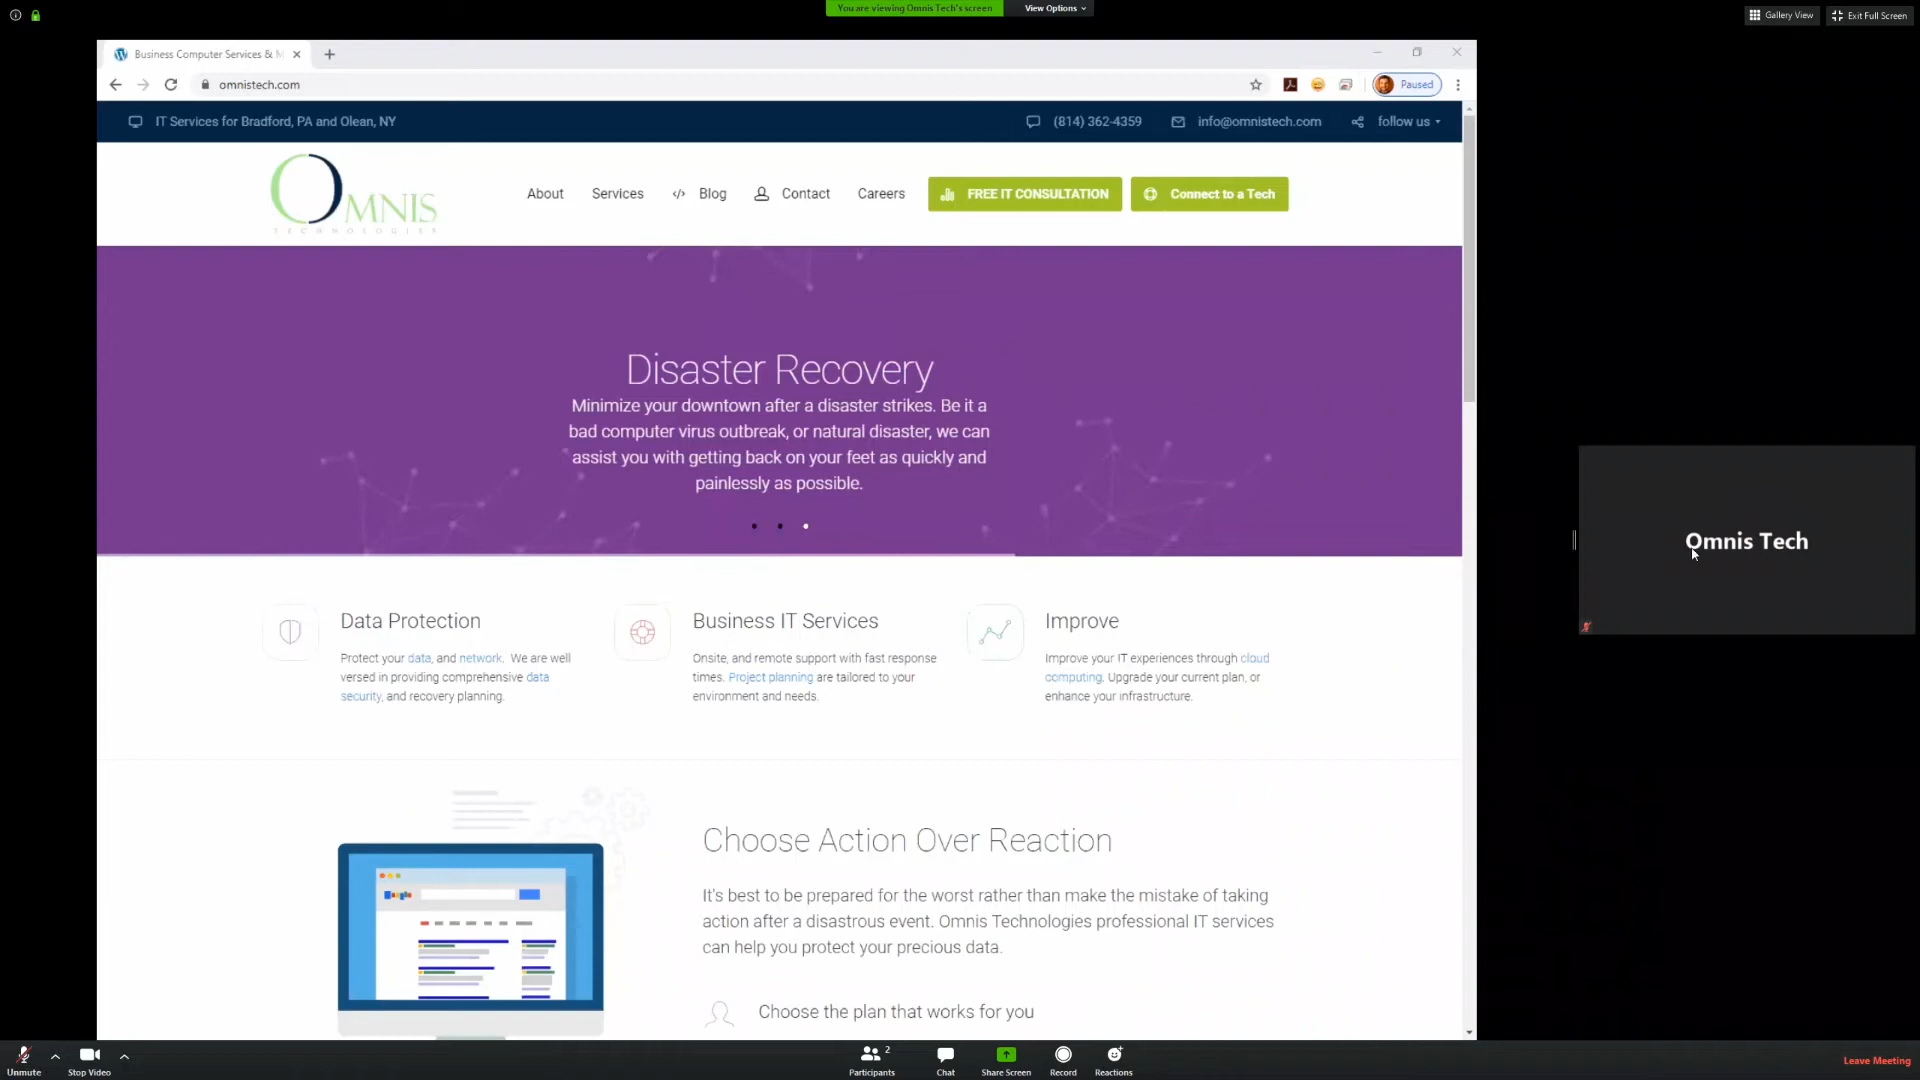 You are viewing Omnis Tech's screen
View Options
Gallery View
Exit Full Screen
Business Computer Services & M
omnistech.com
Paused
IT Services for Bradford, PA and Olean, NY
(814) 362-4359
info@omnistech.com
follow us
OMNIS
TECHNOLOGIES
About
Services
Blog
Contact
Careers
FREE IT CONSULTATION
Connect to a Tech
Disaster Recovery
Minimize your downtown after a disaster strikes. Be it a
bad computer virus outbreak, or natural disaster, we can
assist you with getting back on your feet as quickly and
painlessly as possible.
Omnis Tech
Data Protection
Protect your data, and network. We are well
versed in providing comprehensive data
security, and recovery planning.
Business IT Services
Onsite, and remote support with fast response
times. Project planning are tailored to your
environment and needs.
Improve
Improve your IT experiences through cloud
computing. Upgrade your current plan, or
enhance your infrastructure.
Choose Action Over Reaction
It's best to be prepared for the worst rather than make the mistake of taking
action after a disastrous event. Omnis Technologies professional IT services
can help you protect your precious data.
Choose the plan that works for you
Unmute
Stop Video
2
Participants
Chat
Share Screen
Record
Reactions
Leave Meeting